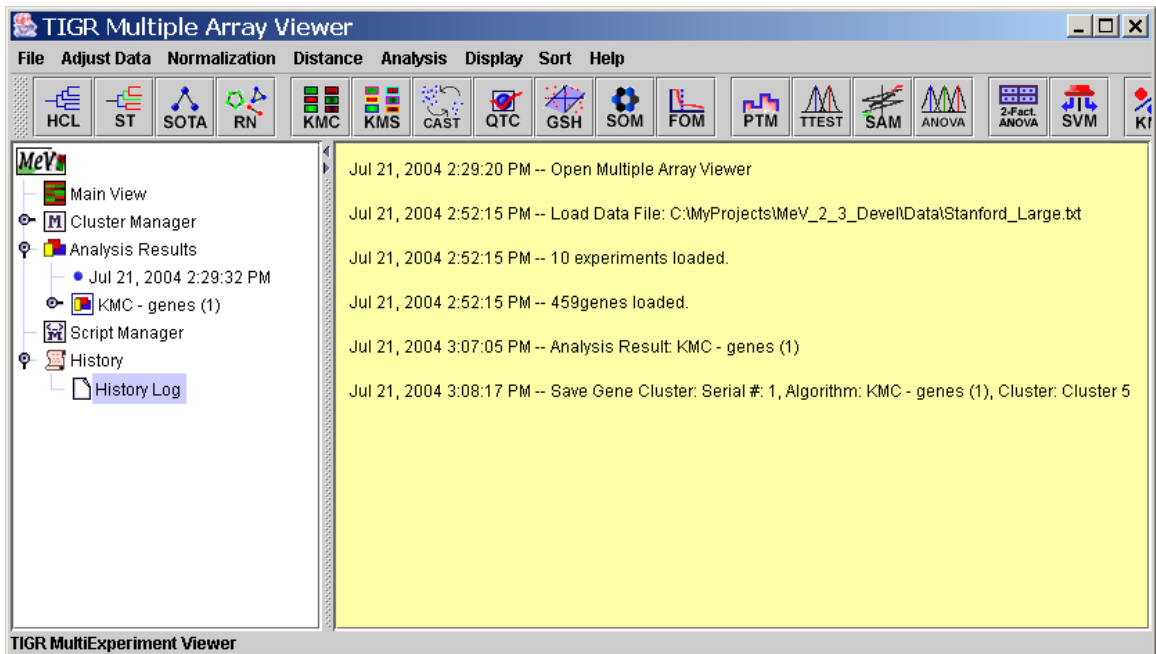 TIGR Multiple Array Viewer
File Adjust Data Normalization Distance Analysis Display Sort Help
HCL ST SOTA RN KMC KMS CAST QTC GSH SOM FOM PTM TTEST SAM ANOVA 2-Fact. ANOVA SVM
MeV
Main View
M Cluster Manager
Analysis Results
Jul 21, 2004 2:29:32 PM
KMC - genes (1)
Script Manager
History
History Log
Jul 21, 2004 2:29:20 PM -- Open Multiple Array Viewer
Jul 21, 2004 2:52:15 PM -- Load Data File: C:\MyProjects\MeV_2_3_Devel\Data\Stanford_Large.txt
Jul 21, 2004 2:52:15 PM -- 10 experiments loaded.
Jul 21, 2004 2:52:15 PM -- 459genes loaded.
Jul 21, 2004 3:07:05 PM -- Analysis Result: KMC - genes (1)
Jul 21, 2004 3:08:17 PM -- Save Gene Cluster: Serial #: 1, Algorithm: KMC - genes (1), Cluster: Cluster 5
TIGR MultiExperiment Viewer